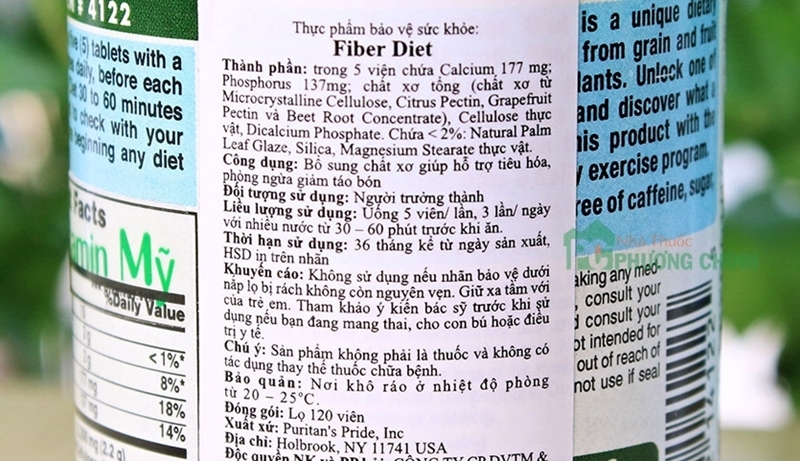 # 4122
(5) tablets with a
daily, before each
30 to 60 minutes
to check with your
beginning any diet
Facts
amin Mỹ
%Daily Value
<1%*
8%*
18%
14%
(2.2 g)
Thực phẩm bảo vệ sức khỏe:
Fiber Diet
Thành phần: trong 5 viên chứa Calcium 177 mg;
Phosphorus 137mg; chất xơ tổng (chất xơ từ
Microcrystalline Cellulose, Citrus Pectin, Grapefruit
Pectin và Beet Root Concentrate), Cellulose thực
vật, Dicalcium Phosphate. Chứa < 2%: Natural Palm
Leaf Glaze, Silica, Magnesium Stearate thực vật.
Công dụng: Bổ sung chất xơ giúp hỗ trợ tiêu hóa,
phòng ngừa giảm táo bón
Đối tượng sử dụng: Người trưởng thành
Liều lượng sử dụng: Uống 5 viên/ lần, 3 lần/ ngày
với nhiều nước từ 30 – 60 phút trước khi ăn.
Thời hạn sử dụng: 36 tháng kể từ ngày sản xuất,
HSD in trên nhãn
Khuyến cáo: Không sử dụng nếu nhãn bảo vệ dưới
nắp lọ bị rách không còn nguyên vẹn. Giữ xa tầm với
của trẻ em. Tham khảo ý kiến bác sỹ trước khi sử
dụng nếu bạn đang mang thai, cho con bú hoặc điều
trị y tế.
Chú ý: Sản phẩm không phải là thuốc và không có
tác dụng thay thế thuốc chữa bệnh.
Bảo quản: Nơi khô ráo ở nhiệt độ phòng
từ 20 – 25°C.
Đóng gói: Lọ 120 viên
Xuất xứ: Puritan's Pride, Inc
Địa chỉ: Holbrook, NY 11741 USA
Độc quyền NK và PP CÔNG TY CP DVTM &
is a unique dietary
from grain and fruit
plants. Unlock one of
and discover what a
this product with the
exercise program.
free of caffeine, sugar
Nhà Thuốc
PHƯƠNG CHÍNH
aking any med-
consult your
consult your
ot intended for
out of reach of
not use if seal